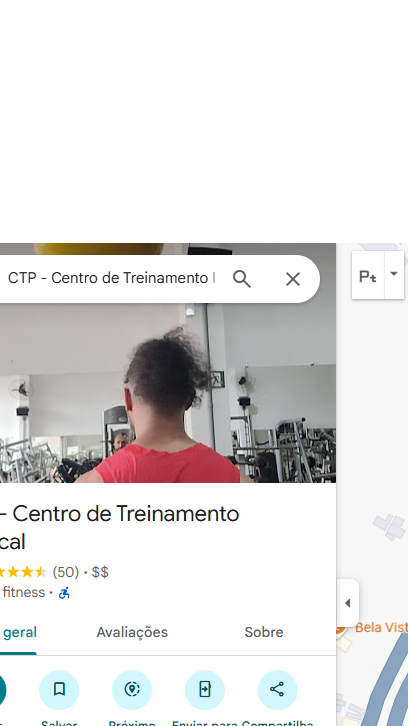 CTP - Centro de Treinamento
Pt
- Centro de Treinamento
cal
(50) · $$
fitness ·
geral
Avaliações
Sobre
Bela Vist
Salvar
Próximo
Enviar para
Compartilha